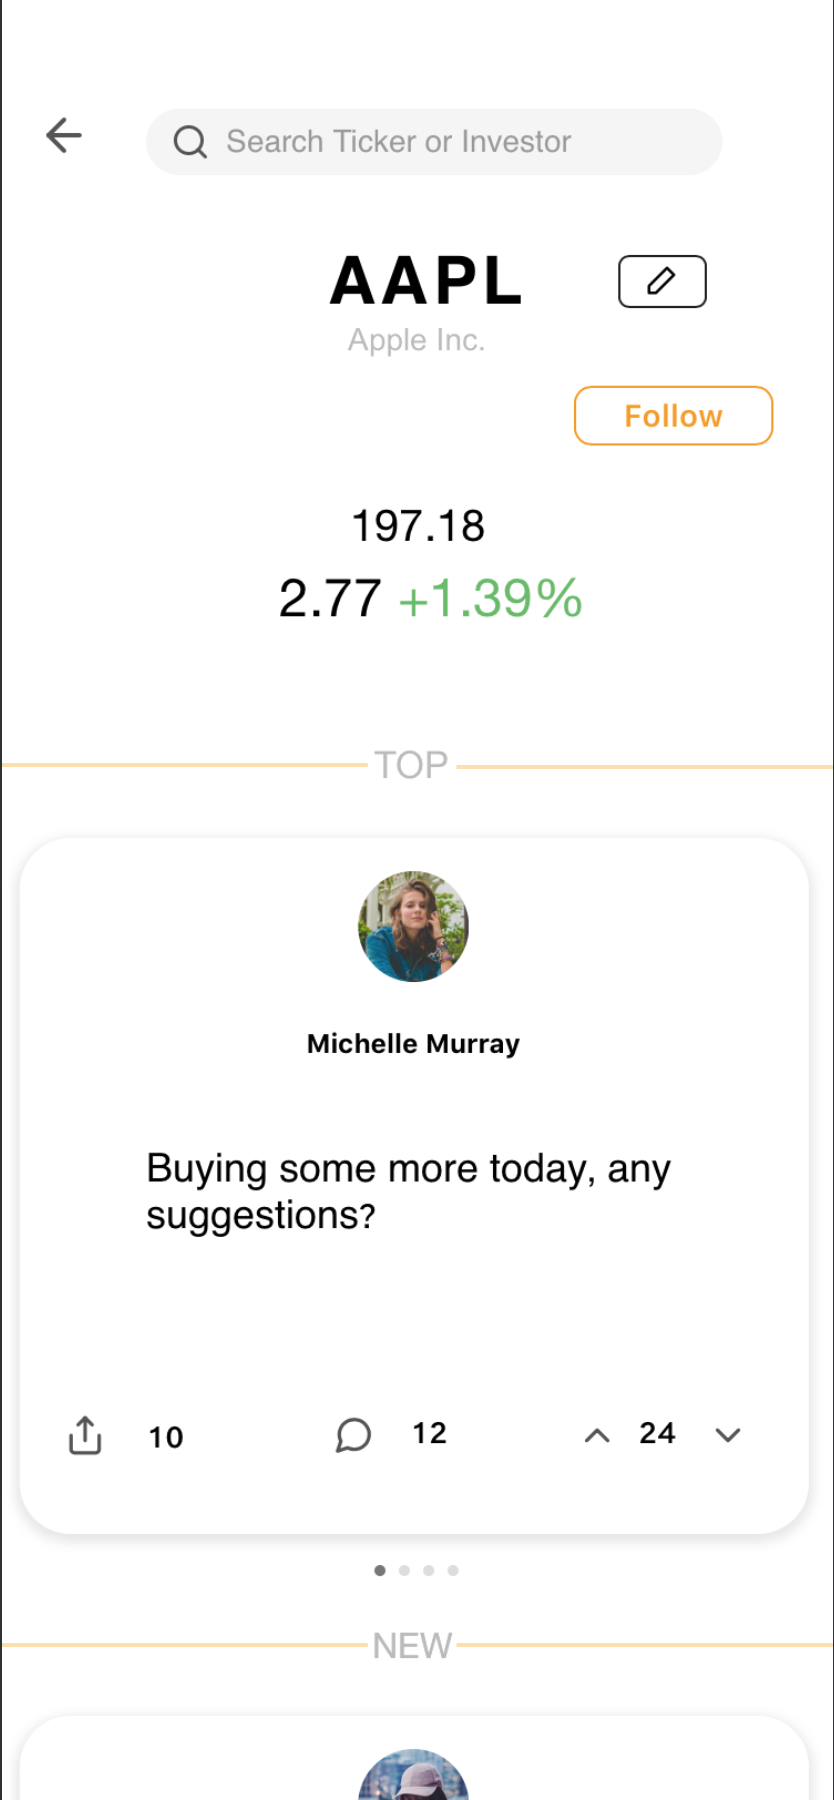 Search Ticker or Investor
AAPL
Apple Inc.
Follow
197.18
2.77 +1.39%
TOP
Michelle Murray
Buying some more today, any
suggestions?
10 12 24
NEW